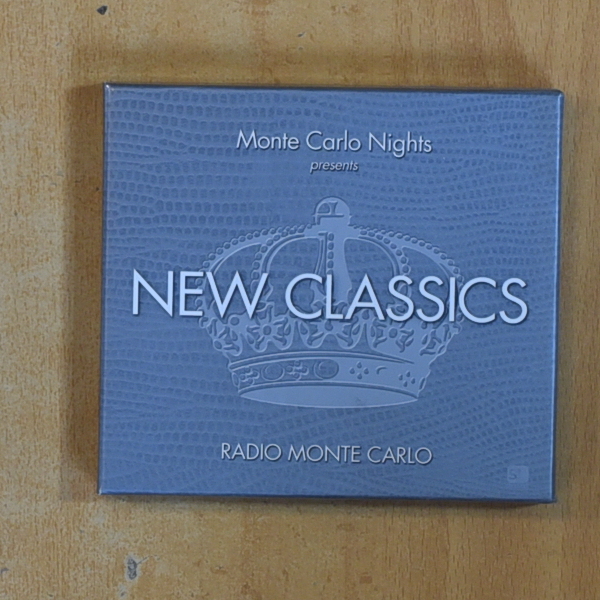 Monte Carlo Nights
presents
NEW CLASSICS
RADIO MONTE CARLO